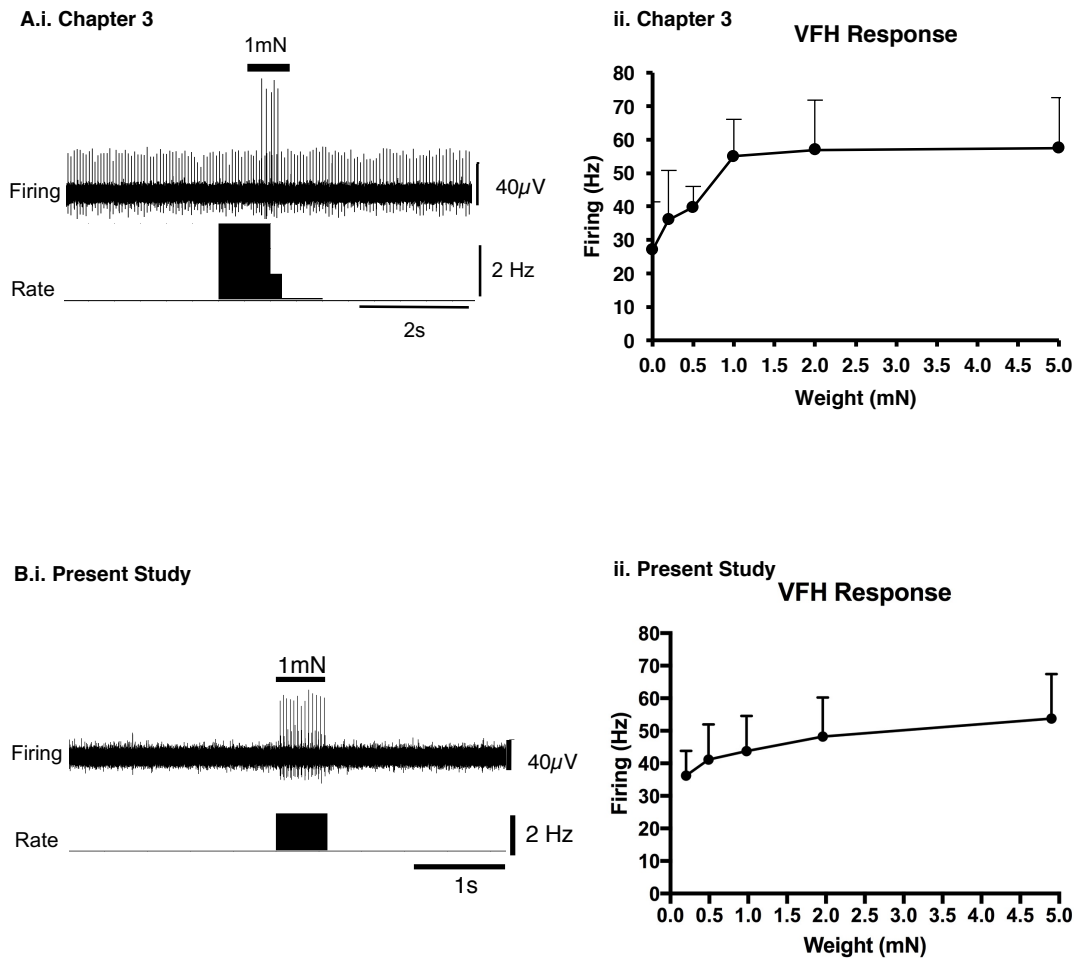 A.i. Chapter 3
1mN
Firing
40µV
Rate
2 Hz
2s
ii. Chapter 3
VFH Response
80
70
60
50
40
30
20
10
0
Firing (Hz)
0.0 0.5 1.0 1.5 2.0 2.5 3.0 3.5 4.0 4.5 5.0
Weight (mN)
B.i. Present Study
1mN
Firing
40µV
Rate
2 Hz
1s
ii. Present Study
VFH Response
80
70
60
50
40
30
20
10
0
Firing (Hz)
0.0 0.5 1.0 1.5 2.0 2.5 3.0 3.5 4.0 4.5 5.0
Weight (mN)